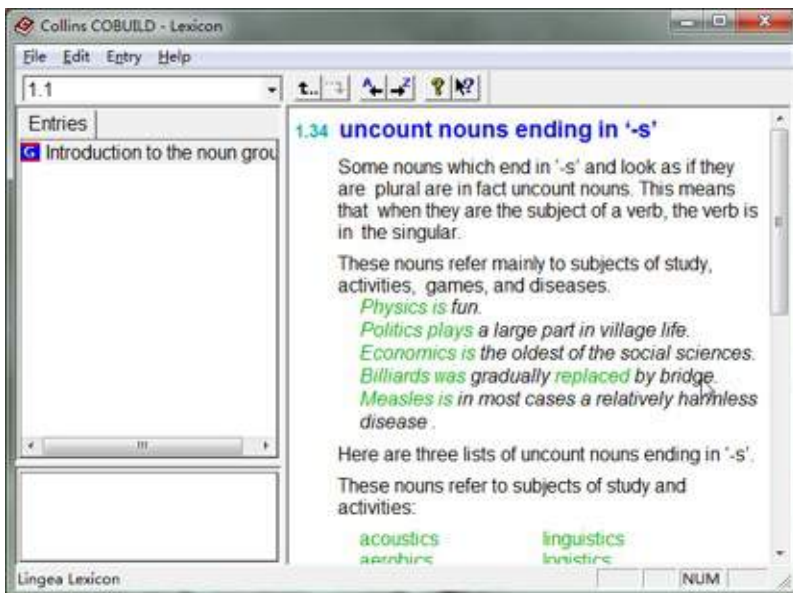 Collins COBUILD - Lexicon
File Edit Entry Help
1.1
t..
A Z
Entries
G Introduction to the noun grou
1.34 uncount nouns ending in ‘-s’
Some nouns which end in ‘-s’ and look as if they
are plural are in fact uncount nouns. This means
that when they are the subject of a verb, the verb is
in the singular.
These nouns refer mainly to subjects of study,
activities, games, and diseases.
Physics is fun.
Politics plays a large part in village life.
Economics is the oldest of the social sciences.
Billiards was gradually replaced by bridge.
Measles is in most cases a relatively harmless
disease .
Here are three lists of uncount nouns ending in ‘-s’.
These nouns refer to subjects of study and
activities:
acoustics linguistics
aerobics logistics
Lingea Lexicon NUM